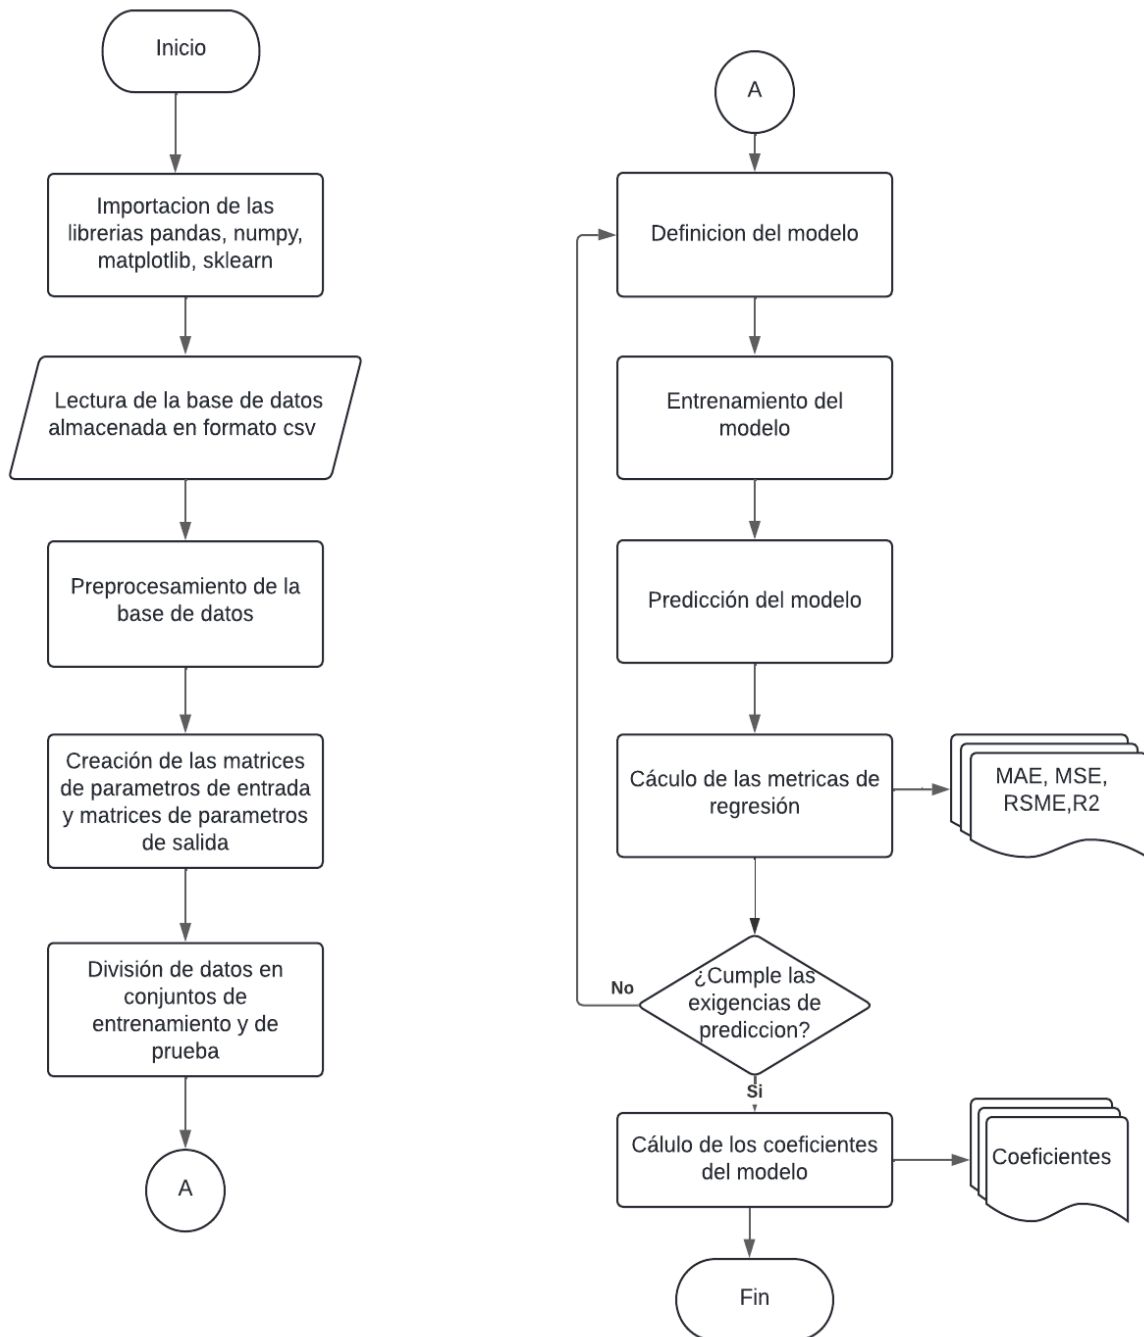 Inicio
Importacion de las
librerias pandas, numpy,
matplotlib, sklearn
Lectura de la base de datos
almacenada en formato csv
Preprocesamiento de la
base de datos
Creación de las matrices
de parametros de entrada
y matrices de parametros
de salida
División de datos en
conjuntos de
entrenamiento y de
prueba
A
A
Definicion del modelo
Entrenamiento del
modelo
Predicción del modelo
Cáculo de las metricas de
regresión
MAE, MSE,
RSME,R2
¿Cumple las
exigencias de
prediccion?
No
Si
Cálulo de los coeficientes
del modelo
Coeficientes
Fin